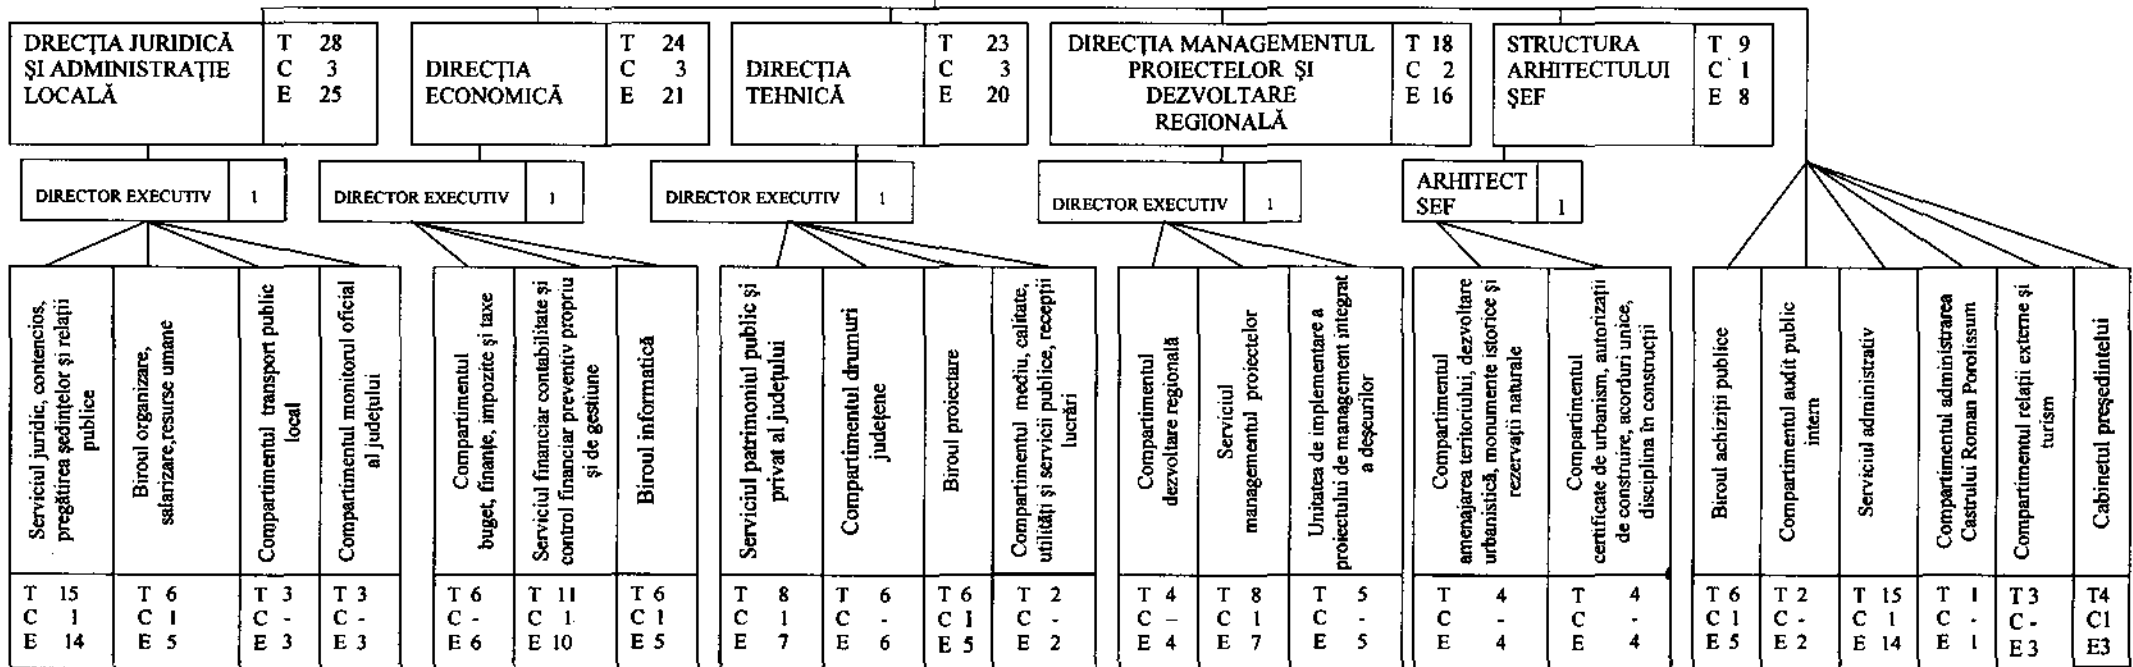 DRECȚIA JURIDICĂ
ȘI ADMINISTRAȚIE
LOCALĂ
T 28
C 3
E 25
DIRECȚIA
ECONOMICĂ
T 24
C 3
E 21
DIRECȚIA
TEHNICĂ
T 23
C 3
E 20
DIRECȚIA MANAGEMENTUL
PROIECTELOR ȘI
DEZVOLTARE
REGIONALĂ
T 18
C 2
E 16
STRUCTURA
ARHITECTULUI
ȘEF
T 9
C 1
E 8
DIRECTOR EXECUTIV 1
DIRECTOR EXECUTIV 1
DIRECTOR EXECUTIV 1
DIRECTOR EXECUTIV 1
ARHITECT
SEF 1
Serviciul juridic, contencios,
pregătirea ședințelor și relații
publice
T 15
C 1
E 14
Biroul organizare,
salarizare,resurse umane
T 6
C 1
E 5
Compartimentul transport public
local
T 3
C -
E 3
Compartimentul monitorul oficial
al județului
T 3
C -
E 3
Compartimentul
buget, finanțe, impozite și taxe
T 6
C -
E 6
Serviciul financiar contabilitate și
control financiar preventiv propriu
și de gestiune
T 11
C 1
E 10
Biroul informatică
T 6
C 1
E 5
Serviciul patrimoniul public și
privat al județului
T 8
C 1
E 7
Compartimentul drumuri
județene
T 6
C -
E 6
Biroul proiectare
T 6
C 1
E 5
Compartimentul mediu, calitate,
utilități și servicii publice, recepții
lucrări
T 2
C -
E 2
Compartimentul
dezvoltare regională
T 4
C –
E 4
Serviciul
managementul proiectelor
T 8
C 1
E 7
Unitatea de implementare a
proiectului de management integrat
a deșeurilor
T 5
C -
E 5
Compartimentul
amenajarea teritoriului, dezvoltare
urbanistică, monumente istorice și
rezervații naturale
T 4
C -
E 4
Compartimentul
certificate de urbanism, autorizații
de construire, acorduri unice,
disciplina în construcții
T 4
C -
E 4
Biroul achiziții publice
T 6
C 1
E 5
Compartimentul audit public
intern
T 2
C -
E 2
Serviciul administrativ
T 15
C 1
E 14
Compartimentul administrarea
Castrului Roman Porolissum
T 1
C -
E 1
Compartimentul relații externe și
turism
T 3
C -
E 3
Cabinetul președintelui
T4
C1
E3